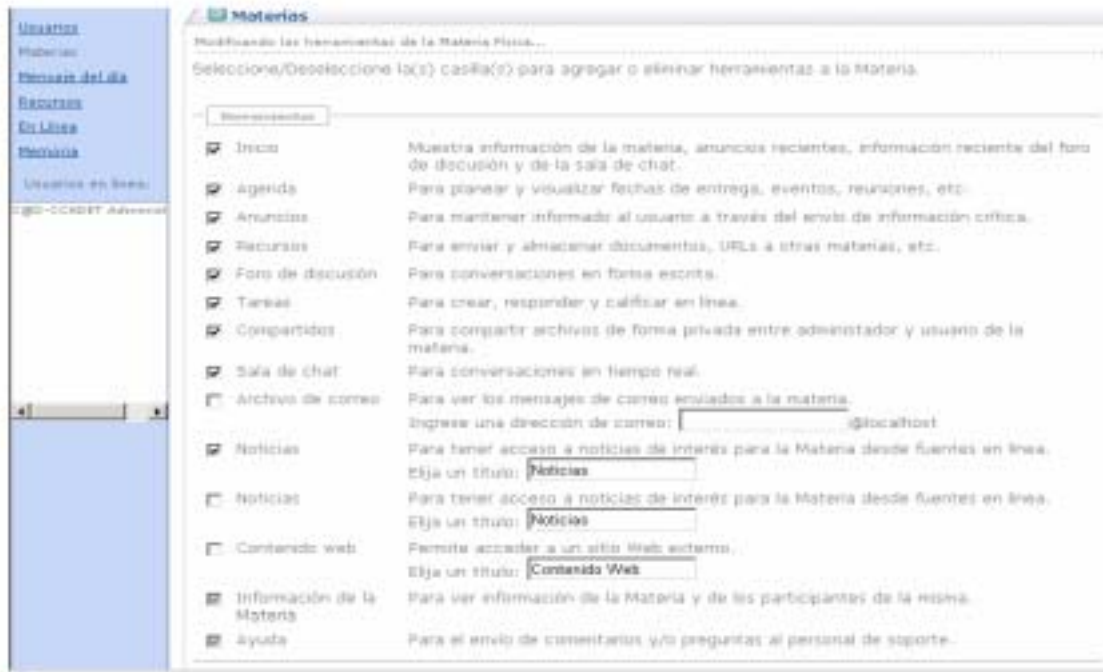 Usuarios
Materias
Mensaje del día
Recursos
En Línea
Memoria
Usuarios en línea:
Materias
Modificando las herramientas de la Materia Física...
Seleccione/Deseleccione la(s) casilla(s) para agregar o eliminar herramientas a la Materia.
Herramientas
Inicio Muestra información de la materia, anuncios recientes, información reciente del foro
de discusión y de la sala de chat.
Agenda Para planear y visualizar fechas de entrega, eventos, reuniones, etc.
Anuncios Para mantener informado al usuario a través del envío de información crítica.
Recursos Para enviar y almacenar documentos, URLs a otras materias, etc.
Foro de discusión Para conversaciones en forma escrita.
Tareas Para crear, responder y calificar en línea.
Compartidos Para compartir archivos de forma privada entre administador y usuario de la
materia.
Sala de chat Para conversaciones en tiempo real.
Archivo de correo Para ver los mensajes de correo enviados a la materia.
Ingrese una dirección de correo: @localhost
Noticias Para tener acceso a noticias de interés para la Materia desde fuentes en línea.
Elija un título: Noticias
Noticias Para tener acceso a noticias de interés para la Materia desde fuentes en línea.
Elija un título: Noticias
Contenido web Permite acceder a un sitio Web externo.
Elija un título: Contenido Web
Información de la Para ver información de la Materia y de los participantes de la misma.
Materia
Ayuda Para el envío de comentarios y/o preguntas al personal de soporte.